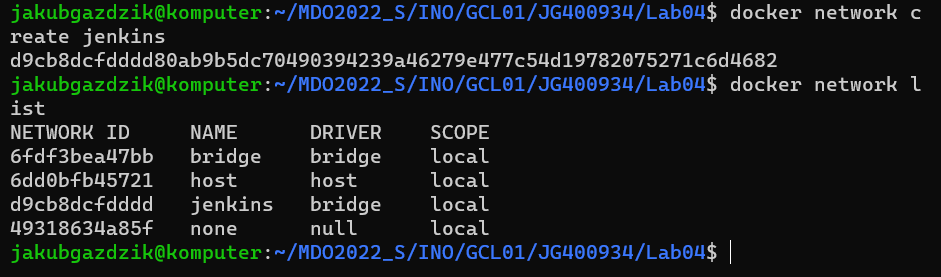 jakubgazdzik@komputer:~/MDO2022_S/INO/GCL01/JG400934/Lab04$ docker network c
reate jenkins
d9cb8dcfdddd80ab9b5dc70490394239a46279e477c54d19782075271c6d4682
jakubgazdzik@komputer:~/MDO2022_S/INO/GCL01/JG400934/Lab04$ docker network l
ist
NETWORK ID     NAME      DRIVER    SCOPE
6fdf3bea47bb   bridge    bridge    local
6dd0bfb45721   host      host      local
d9cb8dcfdddd   jenkins   bridge    local
49318634a85f   none      null      local
jakubgazdzik@komputer:~/MDO2022_S/INO/GCL01/JG400934/Lab04$